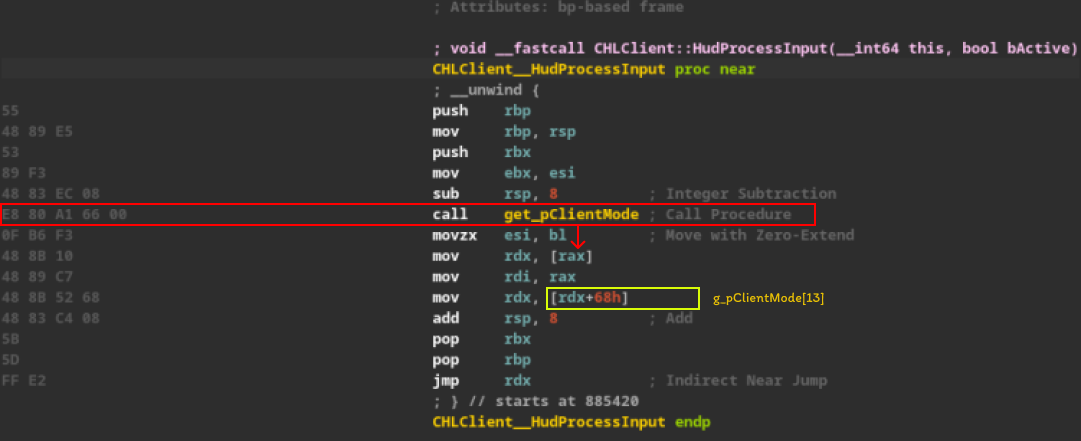 ; Attributes: bp-based frame
; void __fastcall CHLClient::HudProcessInput(__int64 this, bool bActive)
CHLClient__HudProcessInput proc near
; __unwind {
55 push rbp
48 89 E5 mov rbp, rsp
53 push rbx
89 F3 mov ebx, esi
48 83 EC 08 sub rsp, 8 ; Integer Subtraction
E8 80 A1 66 00 call get_pClientMode ; Call Procedure
0F B6 F3 movzx esi, bl ; Move with Zero-Extend
48 8B 10 mov rdx, [rax]
48 89 C7 mov rdi, rax
48 8B 52 68 mov rdx, [rdx+68h] g_pClientMode[13]
48 83 C4 08 add rsp, 8 ; Add
5B pop rbx
5D pop rbp
FF E2 jmp rdx ; Indirect Near Jump
; } // starts at 885420
CHLClient__HudProcessInput endp